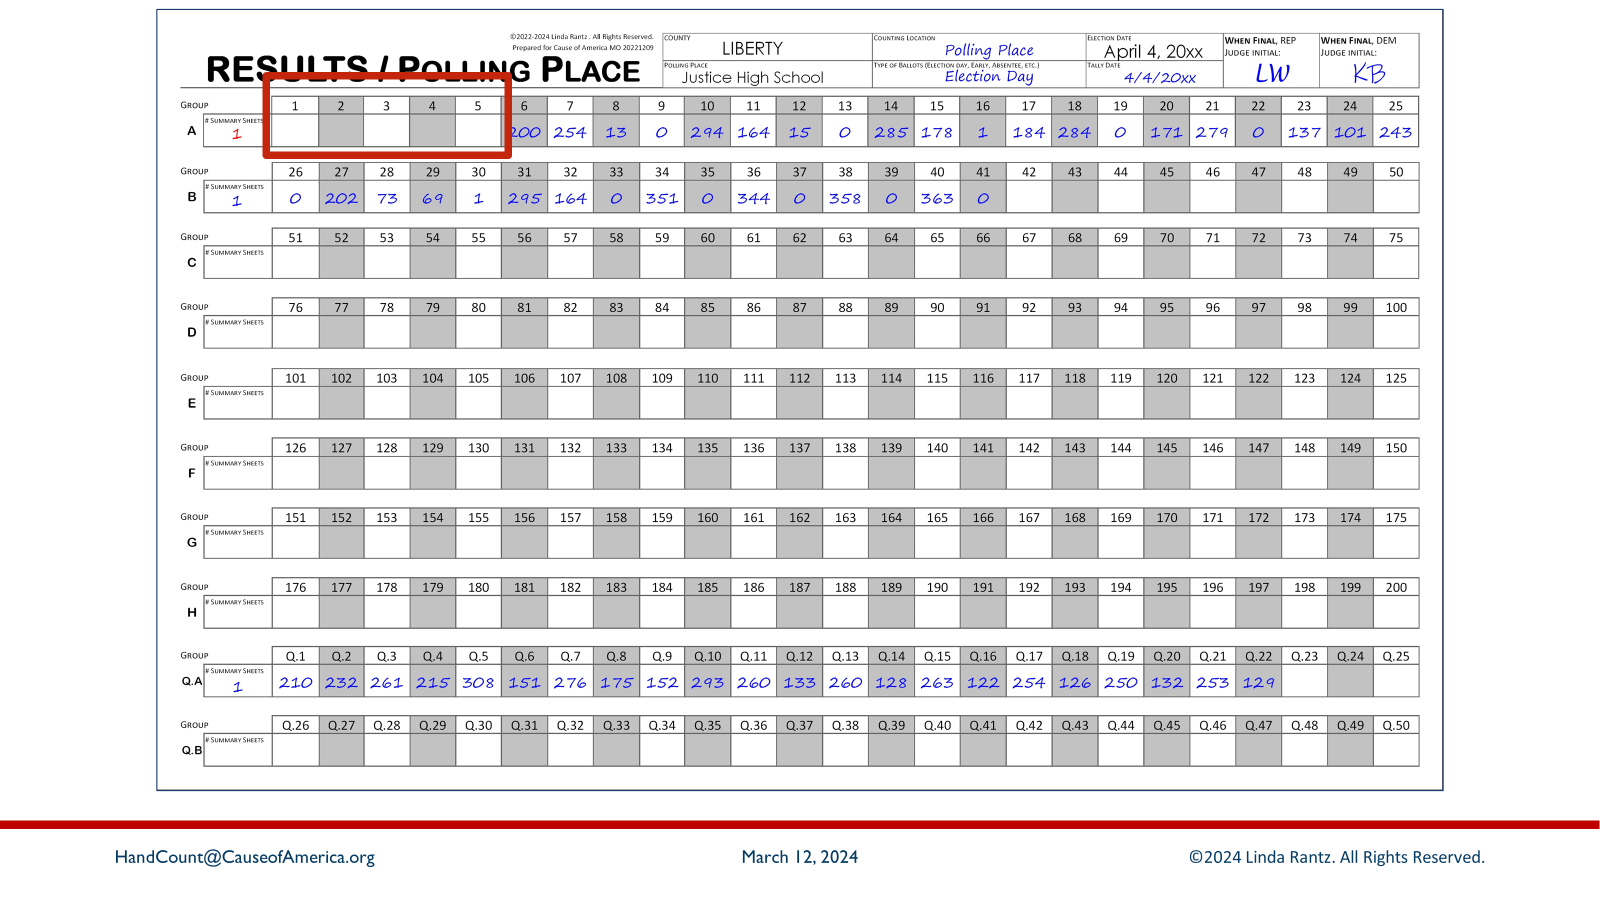 ©2022-2024 Linda Rantz . All Rights Reserved.
Prepared for Cause of America MO 20221209
RESULTS / POLLING PLACE
COUNTY LIBERTY COUNTING LOCATION Polling Place ELECTION DATE April 4, 20xx WHEN FINAL, REP JUDGE INITIAL: LW WHEN FINAL, DEM JUDGE INITIAL: KB
POLLING PLACE Justice High School TYPE OF BALLOTS (ELECTION DAY, EARLY, ABSENTEE, ETC.) Election Day TALLY DATE 4/4/20xx
GROUP 1 2 3 4 5 6 7 8 9 10 11 12 13 14 15 16 17 18 19 20 21 22 23 24 25
A # SUMMARY SHEETS 1 200 254 13 0 294 164 15 0 285 178 1 184 284 0 171 279 0 137 101 243
GROUP 26 27 28 29 30 31 32 33 34 35 36 37 38 39 40 41 42 43 44 45 46 47 48 49 50
B # SUMMARY SHEETS 1 0 202 73 69 1 295 164 0 351 0 344 0 358 0 363 0
GROUP 51 52 53 54 55 56 57 58 59 60 61 62 63 64 65 66 67 68 69 70 71 72 73 74 75
C # SUMMARY SHEETS
GROUP 76 77 78 79 80 81 82 83 84 85 86 87 88 89 90 91 92 93 94 95 96 97 98 99 100
D # SUMMARY SHEETS
GROUP 101 102 103 104 105 106 107 108 109 110 111 112 113 114 115 116 117 118 119 120 121 122 123 124 125
E # SUMMARY SHEETS
GROUP 126 127 128 129 130 131 132 133 134 135 136 137 138 139 140 141 142 143 144 145 146 147 148 149 150
F # SUMMARY SHEETS
GROUP 151 152 153 154 155 156 157 158 159 160 161 162 163 164 165 166 167 168 169 170 171 172 173 174 175
G # SUMMARY SHEETS
GROUP 176 177 178 179 180 181 182 183 184 185 186 187 188 189 190 191 192 193 194 195 196 197 198 199 200
H # SUMMARY SHEETS
GROUP Q.1 Q.2 Q.3 Q.4 Q.5 Q.6 Q.7 Q.8 Q.9 Q.10 Q.11 Q.12 Q.13 Q.14 Q.15 Q.16 Q.17 Q.18 Q.19 Q.20 Q.21 Q.22 Q.23 Q.24 Q.25
Q.A # SUMMARY SHEETS 1 210 232 261 215 308 151 276 175 152 293 260 133 260 128 263 122 254 126 250 132 253 129
GROUP Q.26 Q.27 Q.28 Q.29 Q.30 Q.31 Q.32 Q.33 Q.34 Q.35 Q.36 Q.37 Q.38 Q.39 Q.40 Q.41 Q.42 Q.43 Q.44 Q.45 Q.46 Q.47 Q.48 Q.49 Q.50
Q.B # SUMMARY SHEETS
HandCount@CauseofAmerica.org March 12, 2024 ©2024 Linda Rantz. All Rights Reserved.